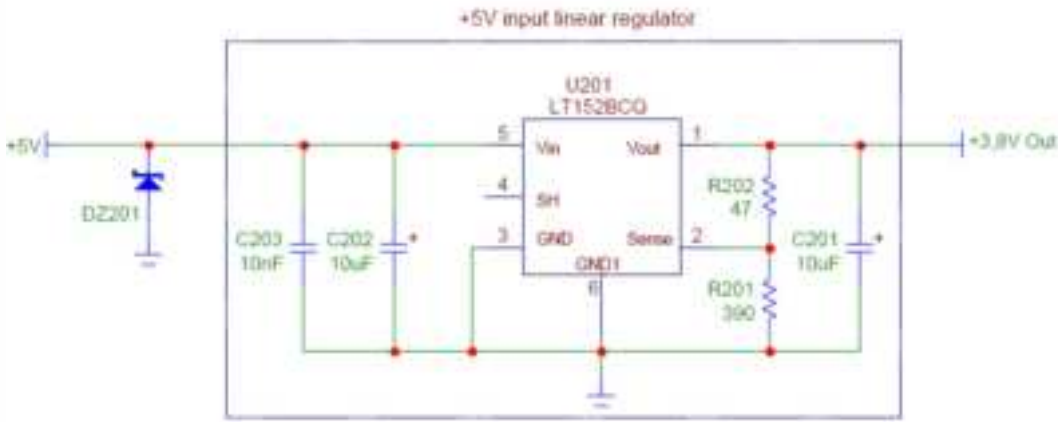 +5V input linear regulator
U201
LT152BCQ
+5V
5
Vin
Vout
1
+3.8V Out
4
SH
R202
47
DZ201
C203
10nF
C202
10uF
+
3
GND
Sense
2
C201
10uF
+
GND1
6
R201
390